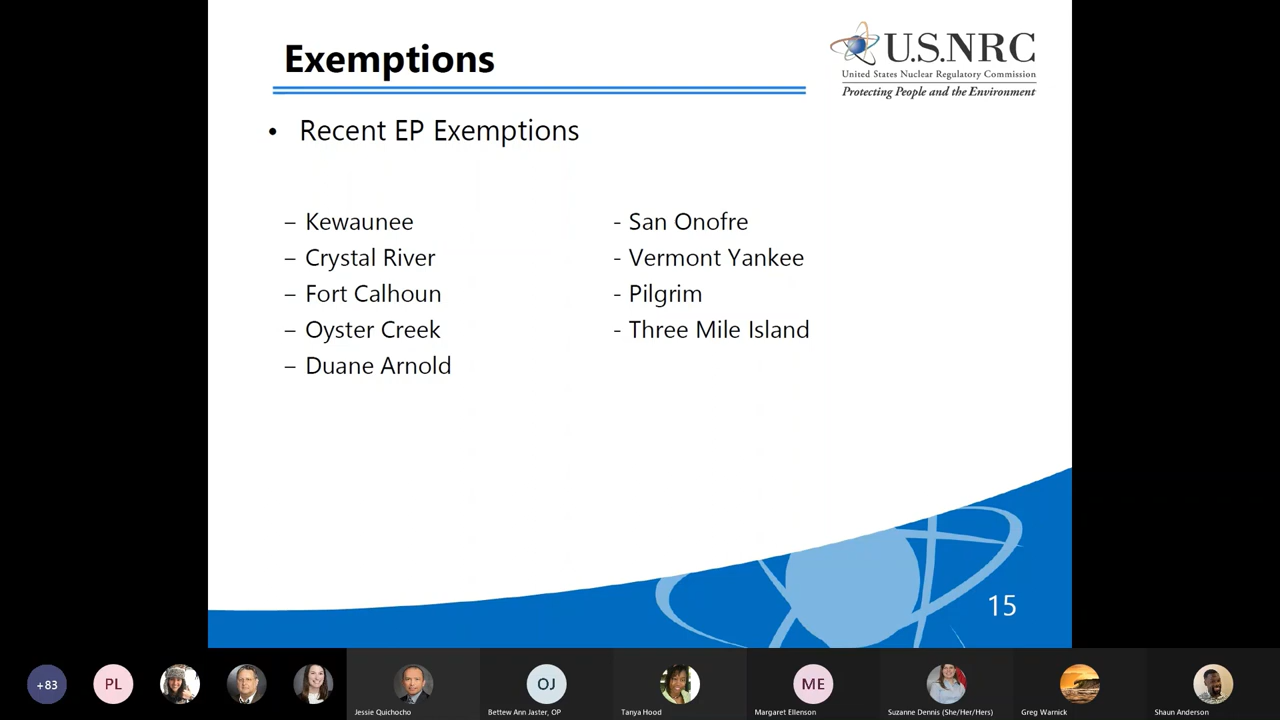 Exemptions
U.S.NRC
United States Nuclear Regulatory Commission
Protecting People and the Environment
• Recent EP Exemptions
– Kewaunee
– Crystal River
– Fort Calhoun
– Oyster Creek
– Duane Arnold
- San Onofre
- Vermont Yankee
- Pilgrim
- Three Mile Island
15
+83
PL
Jessie Quichocho
OJ
Bettew Ann Jaster, OP
Tanya Hood
ME
Margaret Ellenson
Suzanne Dennis (She/Her/Hers)
Greg Warnick
Shaun Anderson